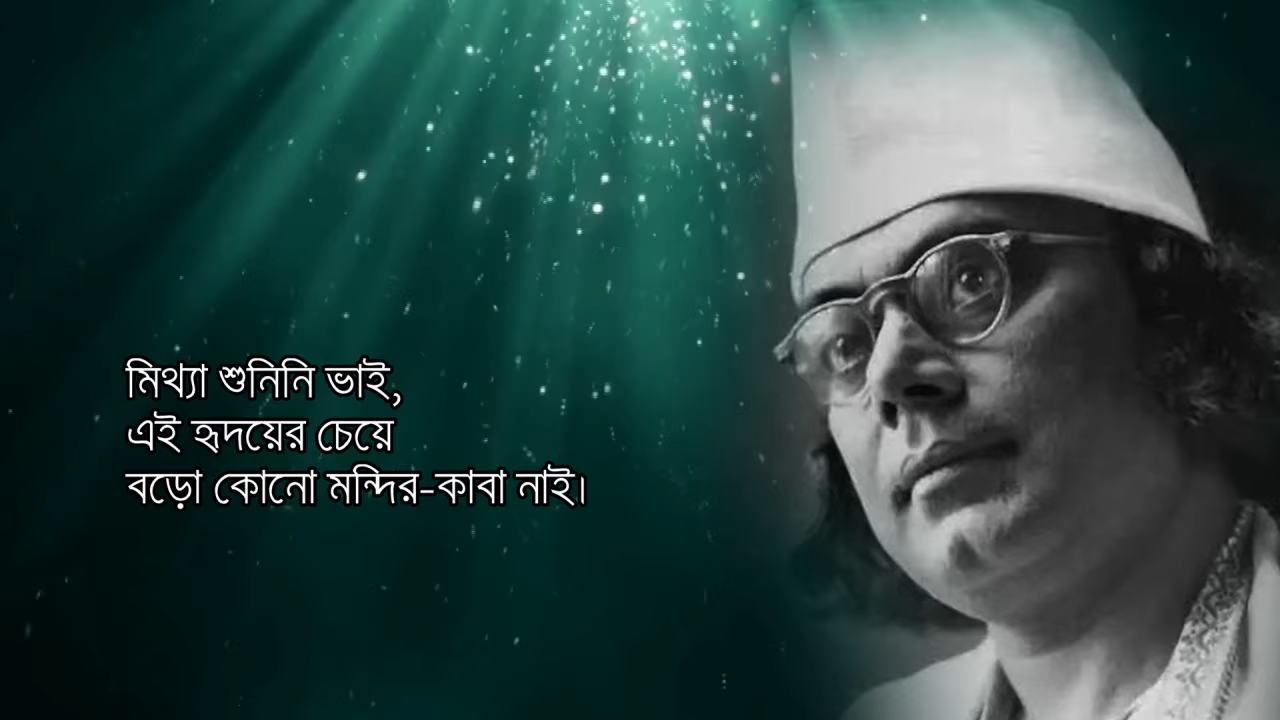 মিথ্যা শুনিনি ভাই,
এই হৃদয়ের চেয়ে
বড়ো কোনো মন্দির-কাবা নাই।